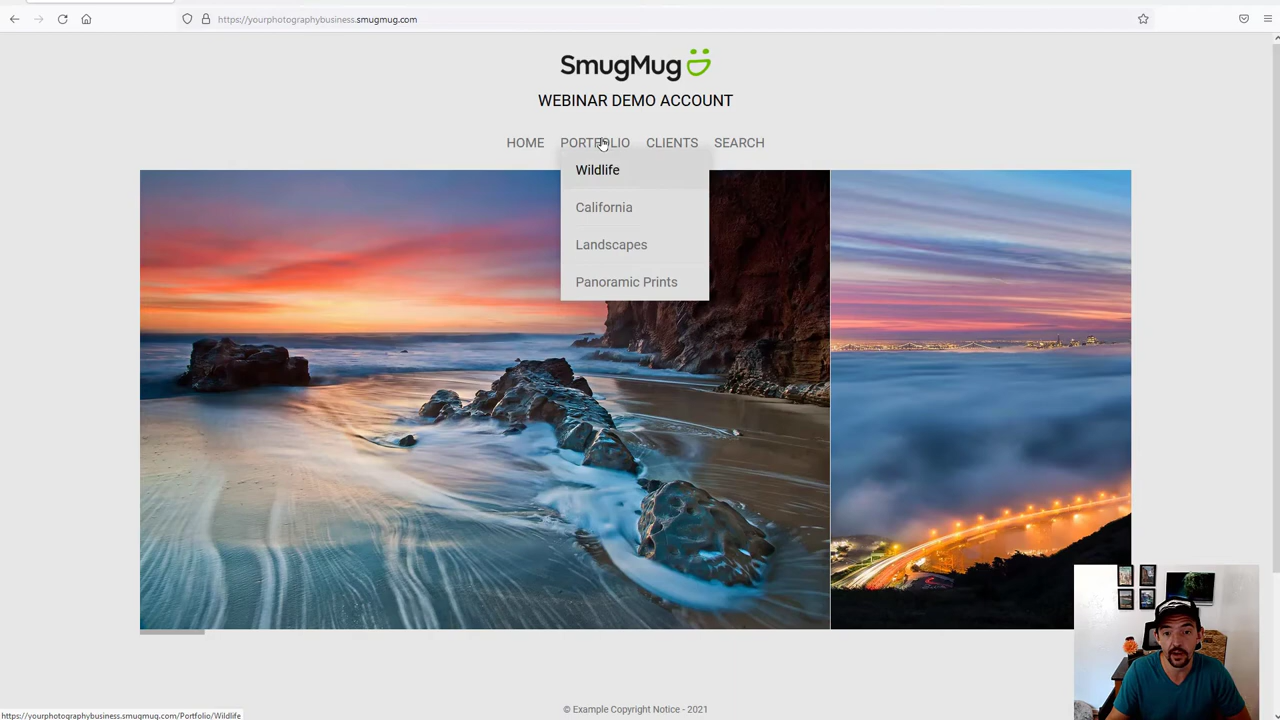 https://yourphotographybusiness.smugmug.com
SmugMug
WEBINAR DEMO ACCOUNT
HOME PORTFOLIO CLIENTS SEARCH
Wildlife
California
Landscapes
Panoramic Prints
© Example Copyright Notice - 2021
https://yourphotographybusiness.smugmug.com/Portfolio/Wildlife